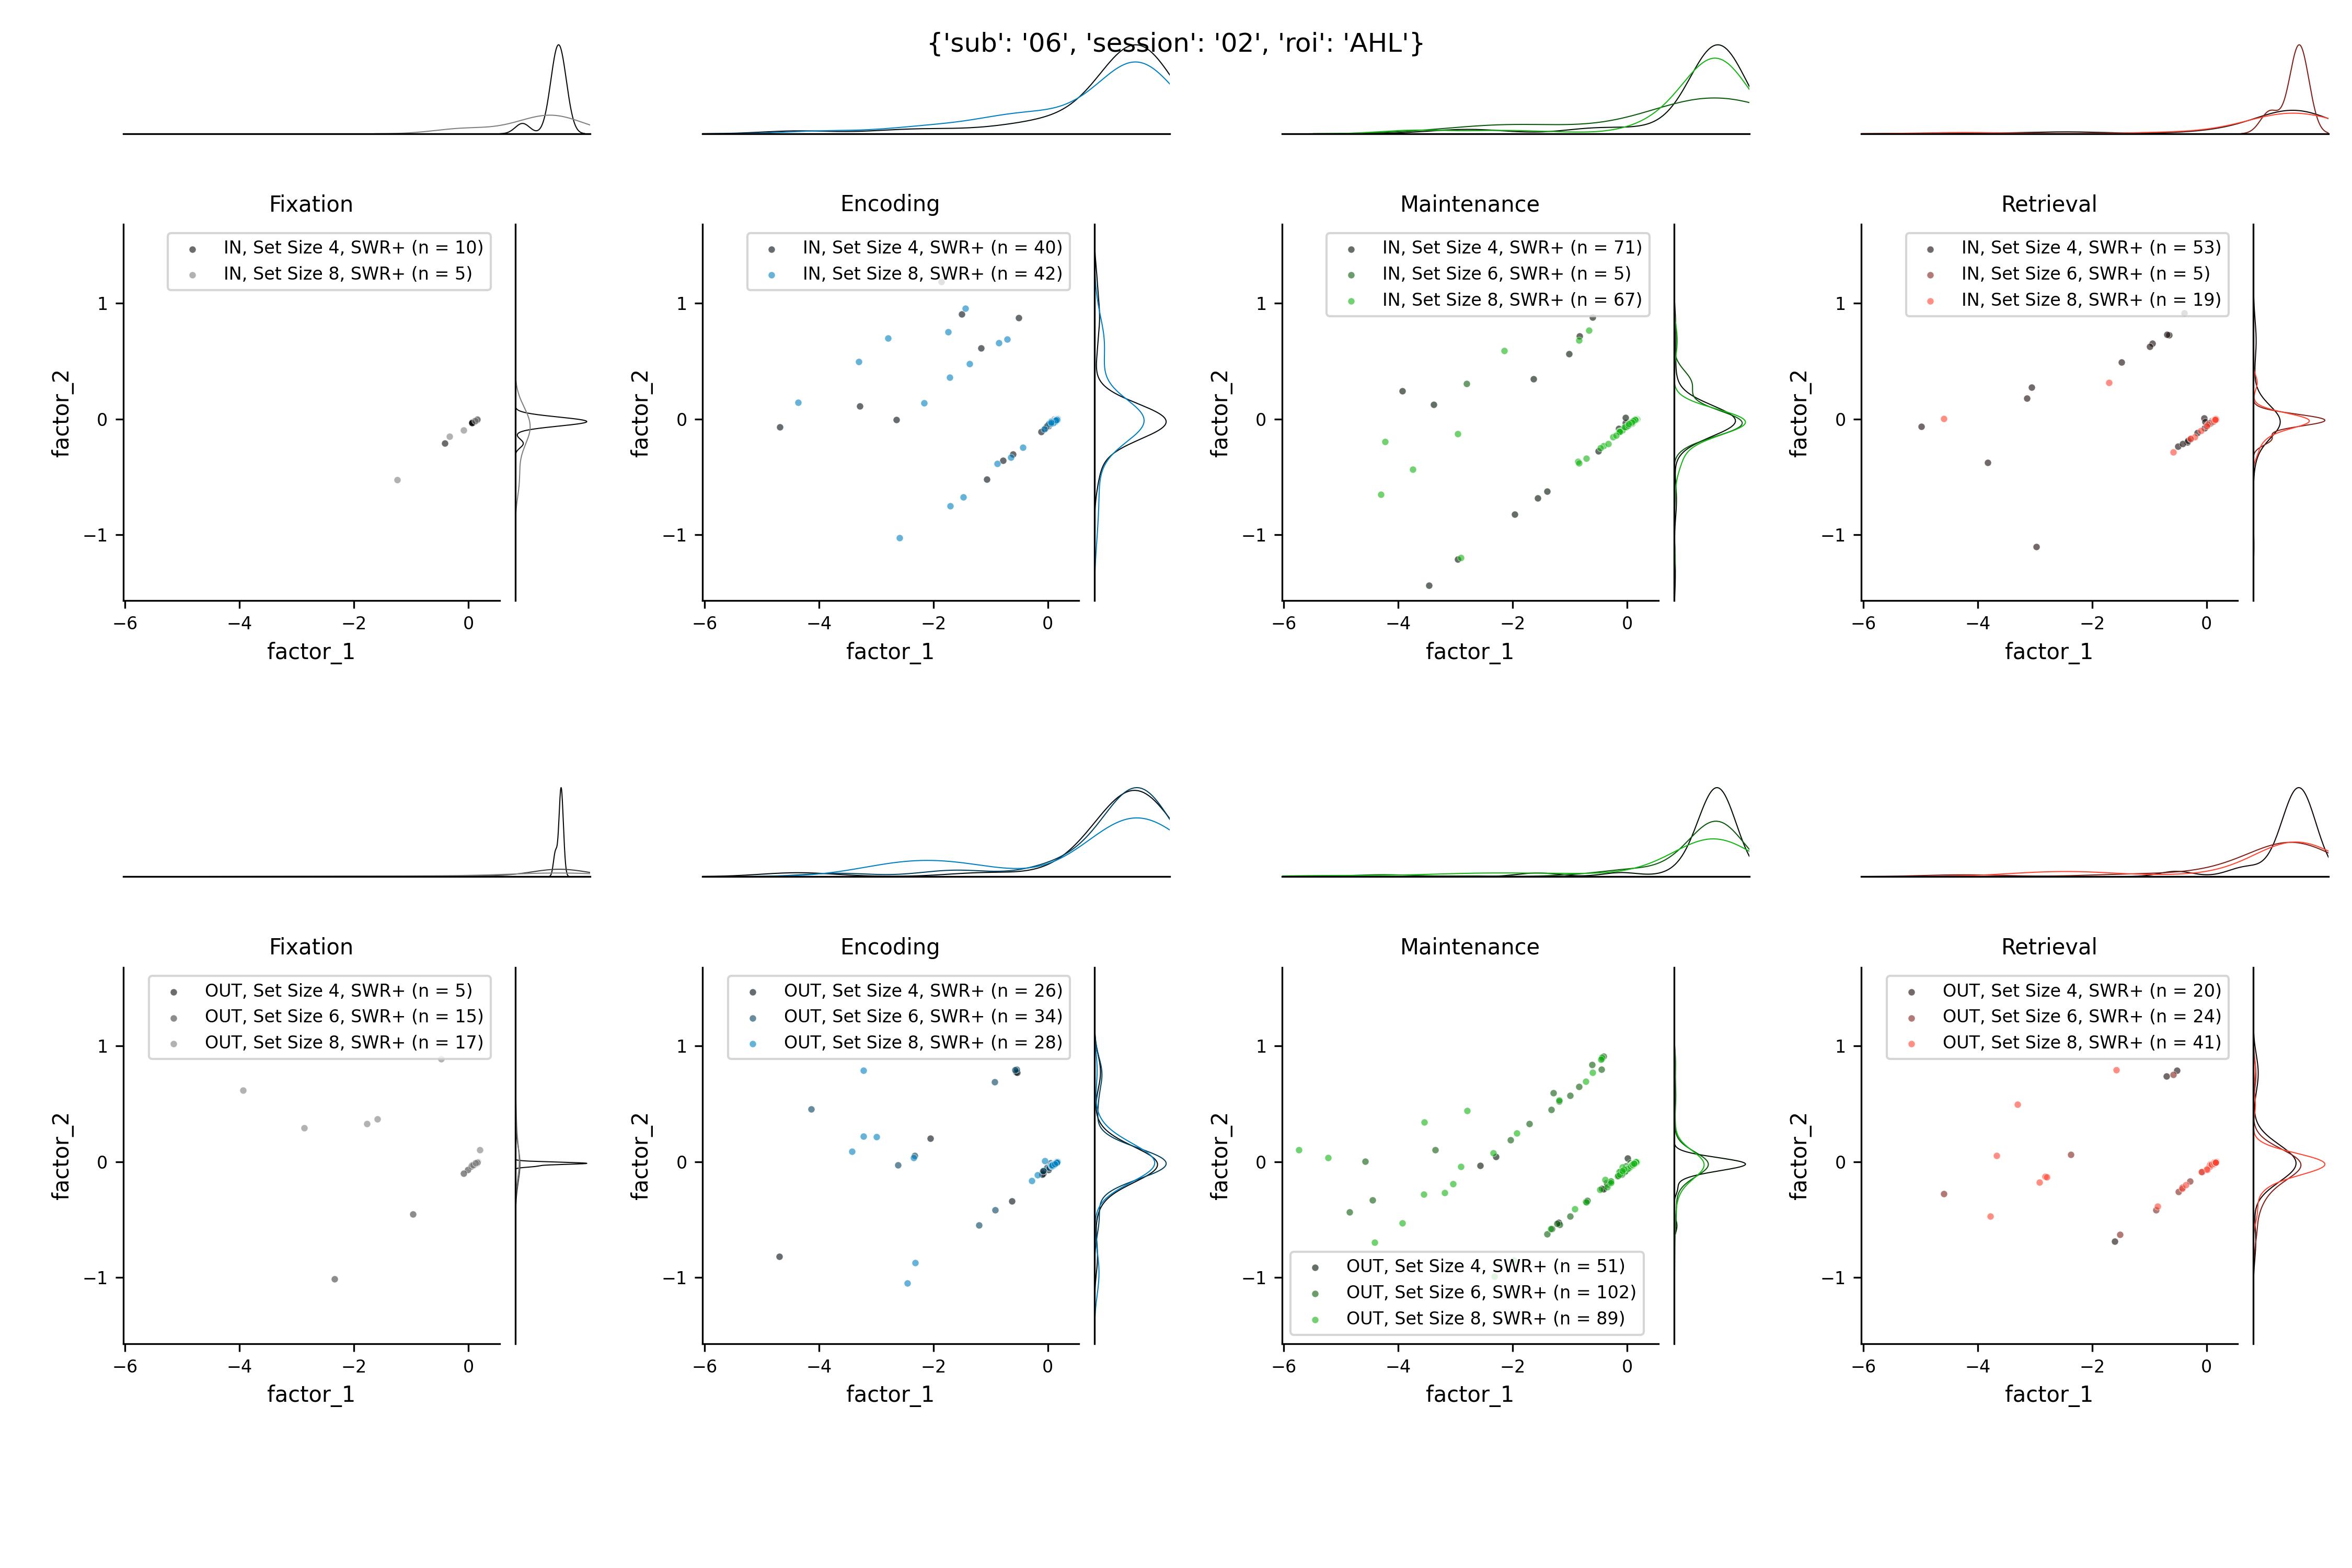 {'sub': '06', 'session': '02', 'roi': 'AHL'}
Fixation
IN, Set Size 4, SWR+ (n = 10)
IN, Set Size 8, SWR+ (n = 5)
1
0
−1
factor_2
−6 −4 −2 0
factor_1
Encoding
IN, Set Size 4, SWR+ (n = 40)
IN, Set Size 8, SWR+ (n = 42)
1
0
−1
factor_2
−6 −4 −2 0
factor_1
Maintenance
IN, Set Size 4, SWR+ (n = 71)
IN, Set Size 6, SWR+ (n = 5)
IN, Set Size 8, SWR+ (n = 67)
1
0
−1
factor_2
−6 −4 −2 0
factor_1
Retrieval
IN, Set Size 4, SWR+ (n = 53)
IN, Set Size 6, SWR+ (n = 5)
IN, Set Size 8, SWR+ (n = 19)
1
0
−1
factor_2
−6 −4 −2 0
factor_1
Fixation
OUT, Set Size 4, SWR+ (n = 5)
OUT, Set Size 6, SWR+ (n = 15)
OUT, Set Size 8, SWR+ (n = 17)
1
0
−1
factor_2
−6 −4 −2 0
factor_1
Encoding
OUT, Set Size 4, SWR+ (n = 26)
OUT, Set Size 6, SWR+ (n = 34)
OUT, Set Size 8, SWR+ (n = 28)
1
0
−1
factor_2
−6 −4 −2 0
factor_1
Maintenance
1
0
−1
factor_2
OUT, Set Size 4, SWR+ (n = 51)
OUT, Set Size 6, SWR+ (n = 102)
OUT, Set Size 8, SWR+ (n = 89)
−6 −4 −2 0
factor_1
Retrieval
OUT, Set Size 4, SWR+ (n = 20)
OUT, Set Size 6, SWR+ (n = 24)
OUT, Set Size 8, SWR+ (n = 41)
1
0
−1
factor_2
−6 −4 −2 0
factor_1